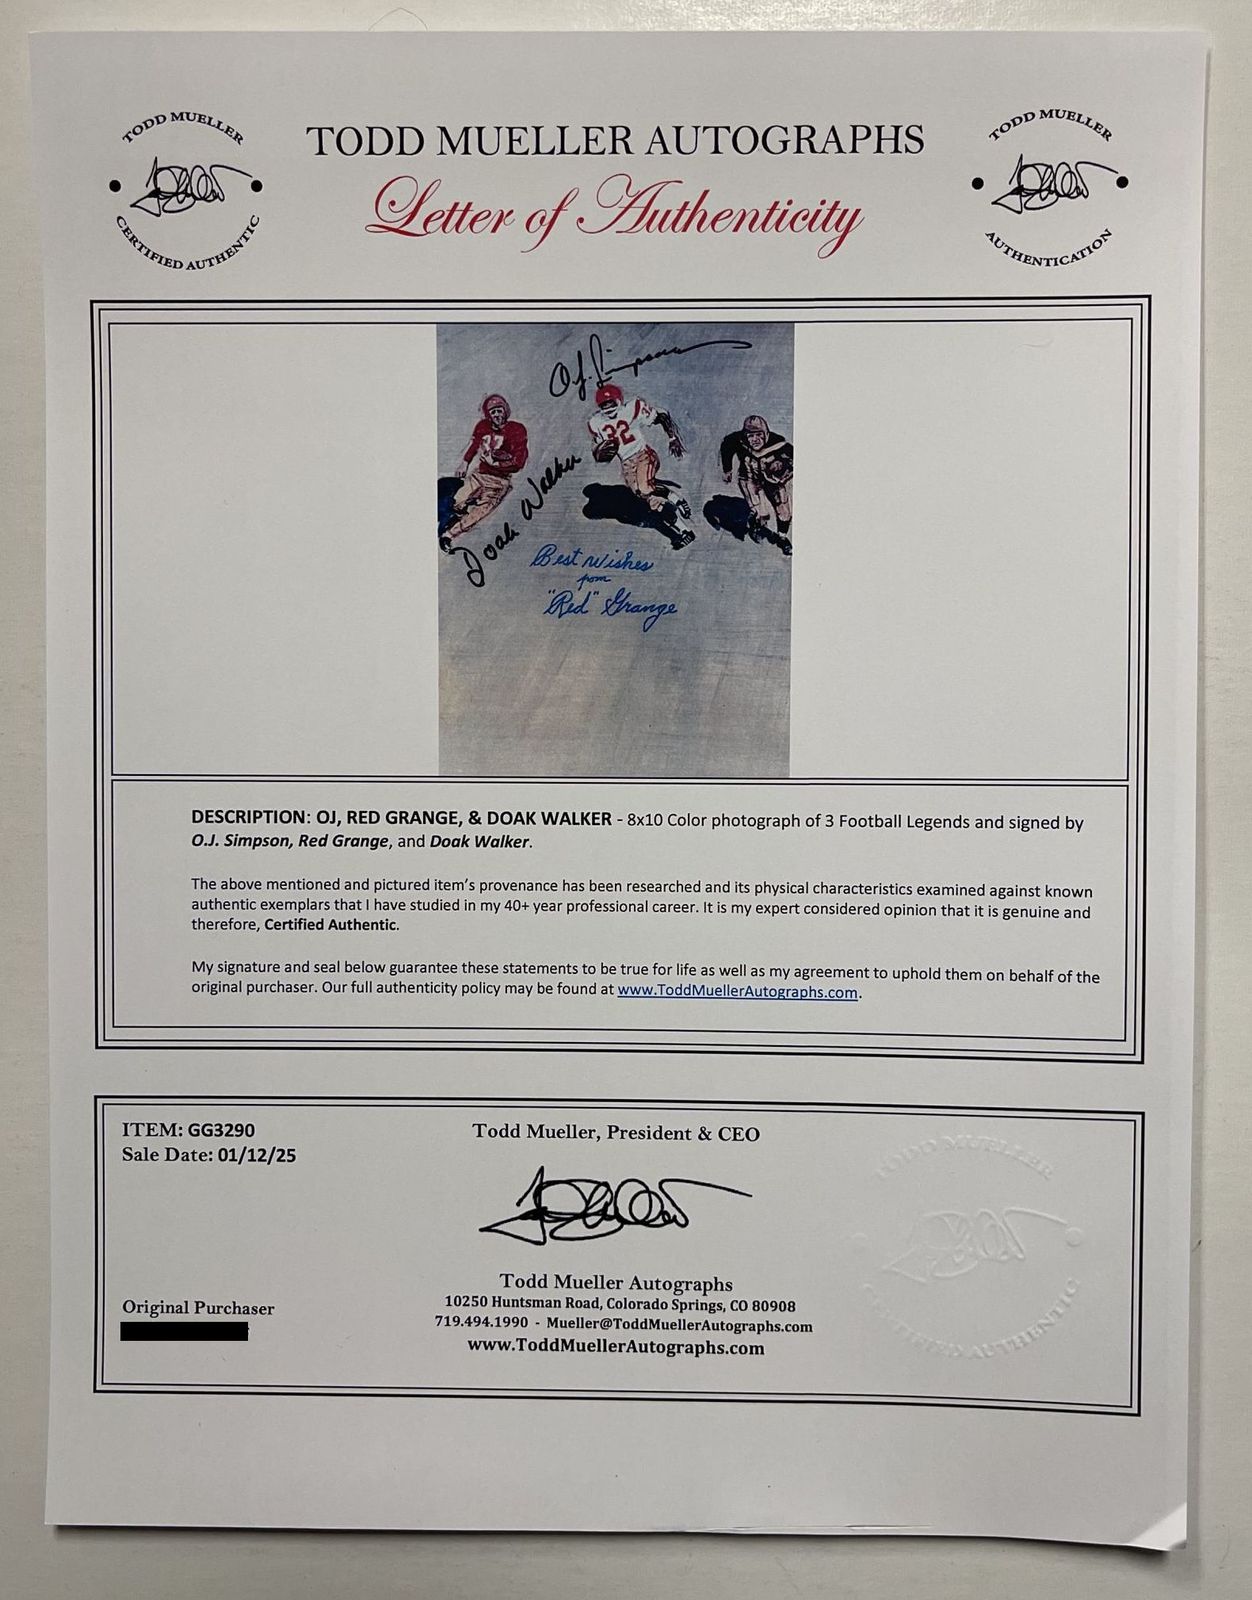 TODD MUELLER
CERTIFIED AUTHENTIC
TODD MUELLER AUTOGRAPHS
Letter of Authenticity
TODD MUELLER
AUTHENTICATION
O.J. Simpson
32
37
Doak Walker
Best wishes
from
"Red" Grange
DESCRIPTION: OJ, RED GRANGE, & DOAK WALKER - 8x10 Color photograph of 3 Football Legends and signed by
O.J. Simpson, Red Grange, and Doak Walker.
The above mentioned and pictured item's provenance has been researched and its physical characteristics examined against known
authentic exemplars that I have studied in my 40+ year professional career. It is my expert considered opinion that it is genuine and
therefore, Certified Authentic.
My signature and seal below guarantee these statements to be true for life as well as my agreement to uphold them on behalf of the
original purchaser. Our full authenticity policy may be found at www.ToddMuellerAutographs.com.
ITEM: GG3290
Sale Date: 01/12/25
Original Purchaser
Todd Mueller, President & CEO
Todd Mueller Autographs
10250 Huntsman Road, Colorado Springs, CO 80908
719.494.1990 - Mueller@ToddMuellerAutographs.com
www.ToddMuellerAutographs.com
TODD MUELLER
CERTIFIED AUTHENTIC